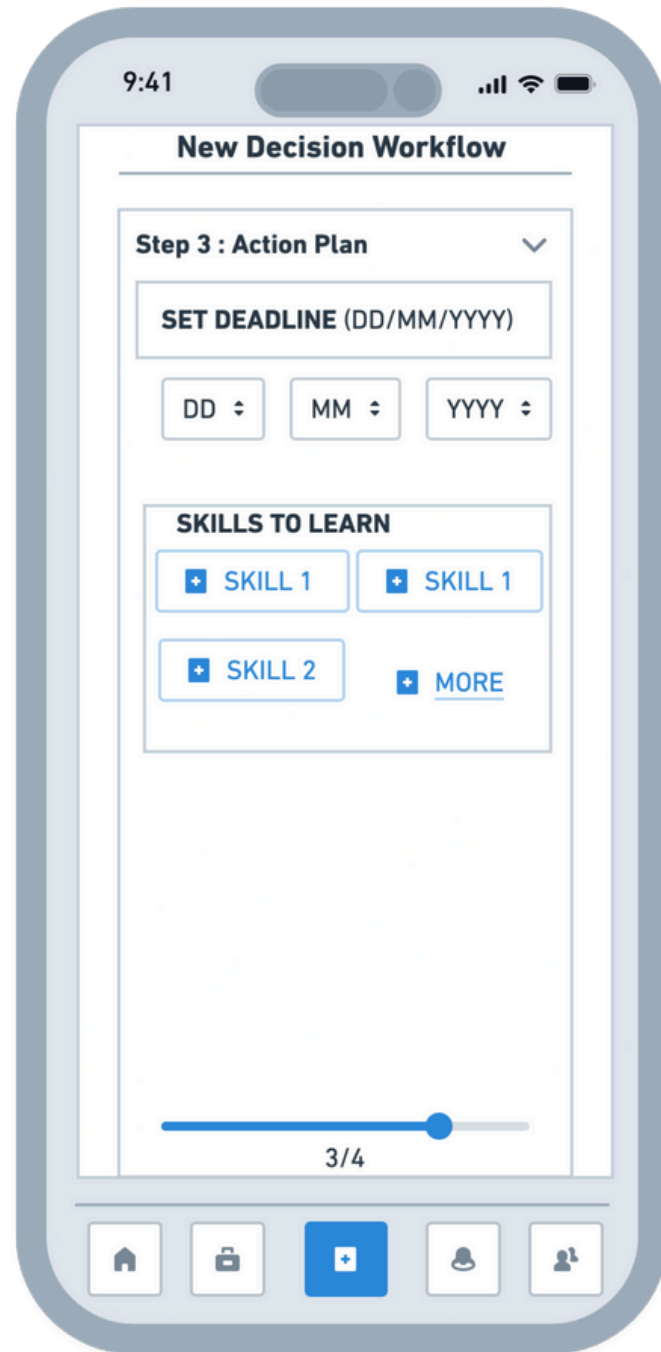 9:41
New Decision Workflow
Step 3 : Action Plan
SET DEADLINE (DD/MM/YYYY)
DD MM YYYY
SKILLS TO LEARN
SKILL 1 SKILL 1
SKILL 2 MORE
3/4